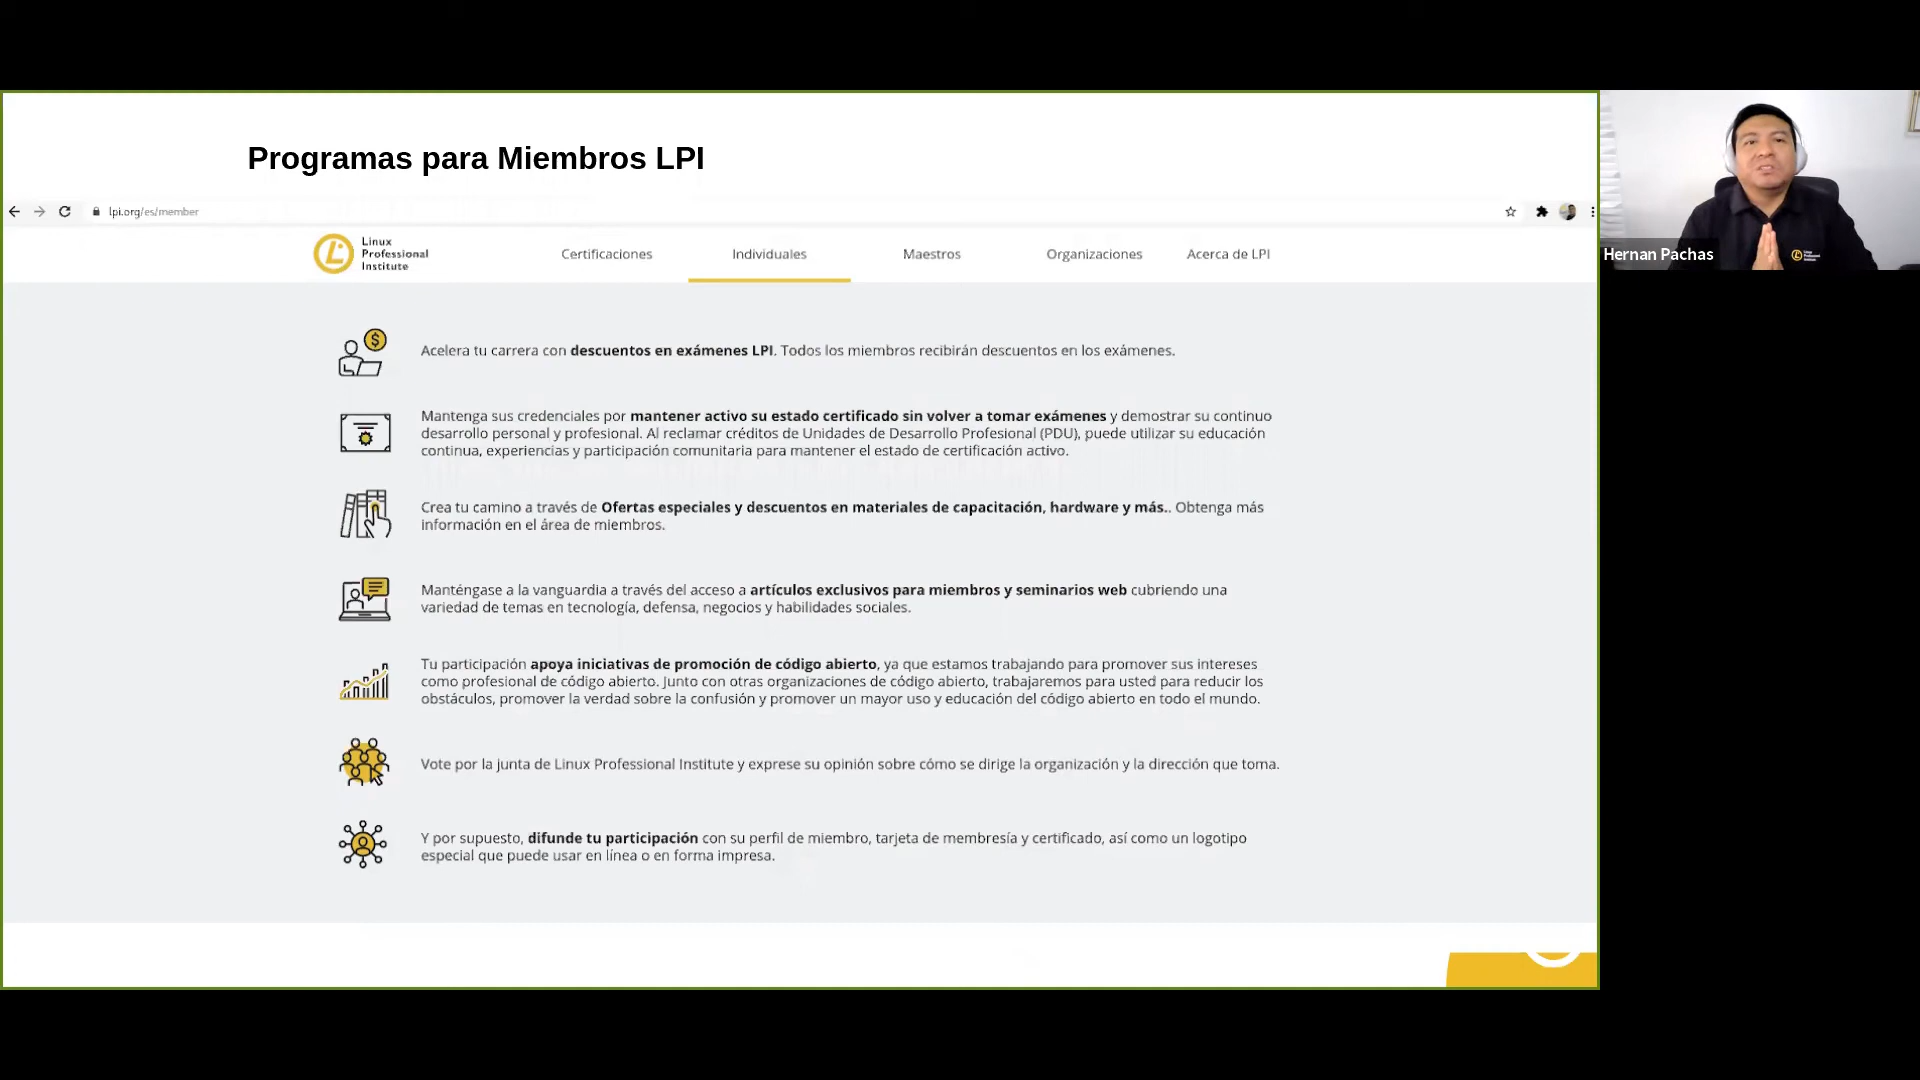 Programas para Miembros LPI
lpi.org/es/member
Linux
Professional
Institute
Certificaciones
Individuales
Maestros
Organizaciones
Acerca de LPI
Hernan Pachas
Acelera tu carrera con descuentos en exámenes LPI. Todos los miembros recibirán descuentos en los exámenes.
Mantenga sus credenciales por mantener activo su estado certificado sin volver a tomar exámenes y demostrar su continuo
desarrollo personal y profesional. Al reclamar créditos de Unidades de Desarrollo Profesional (PDU), puede utilizar su educación
continua, experiencias y participación comunitaria para mantener el estado de certificación activo.
Crea tu camino a través de Ofertas especiales y descuentos en materiales de capacitación, hardware y más.. Obtenga más
información en el área de miembros.
Manténgase a la vanguardia a través del acceso a artículos exclusivos para miembros y seminarios web cubriendo una
variedad de temas en tecnología, defensa, negocios y habilidades sociales.
Tu participación apoya iniciativas de promoción de código abierto, ya que estamos trabajando para promover sus intereses
como profesional de código abierto. Junto con otras organizaciones de código abierto, trabajaremos para usted para reducir los
obstáculos, promover la verdad sobre la confusión y promover un mayor uso y educación del código abierto en todo el mundo.
Vote por la junta de Linux Professional Institute y exprese su opinión sobre cómo se dirige la organización y la dirección que toma.
Y por supuesto, difunde tu participación con su perfil de miembro, tarjeta de membresía y certificado, así como un logotipo
especial que puede usar en línea o en forma impresa.